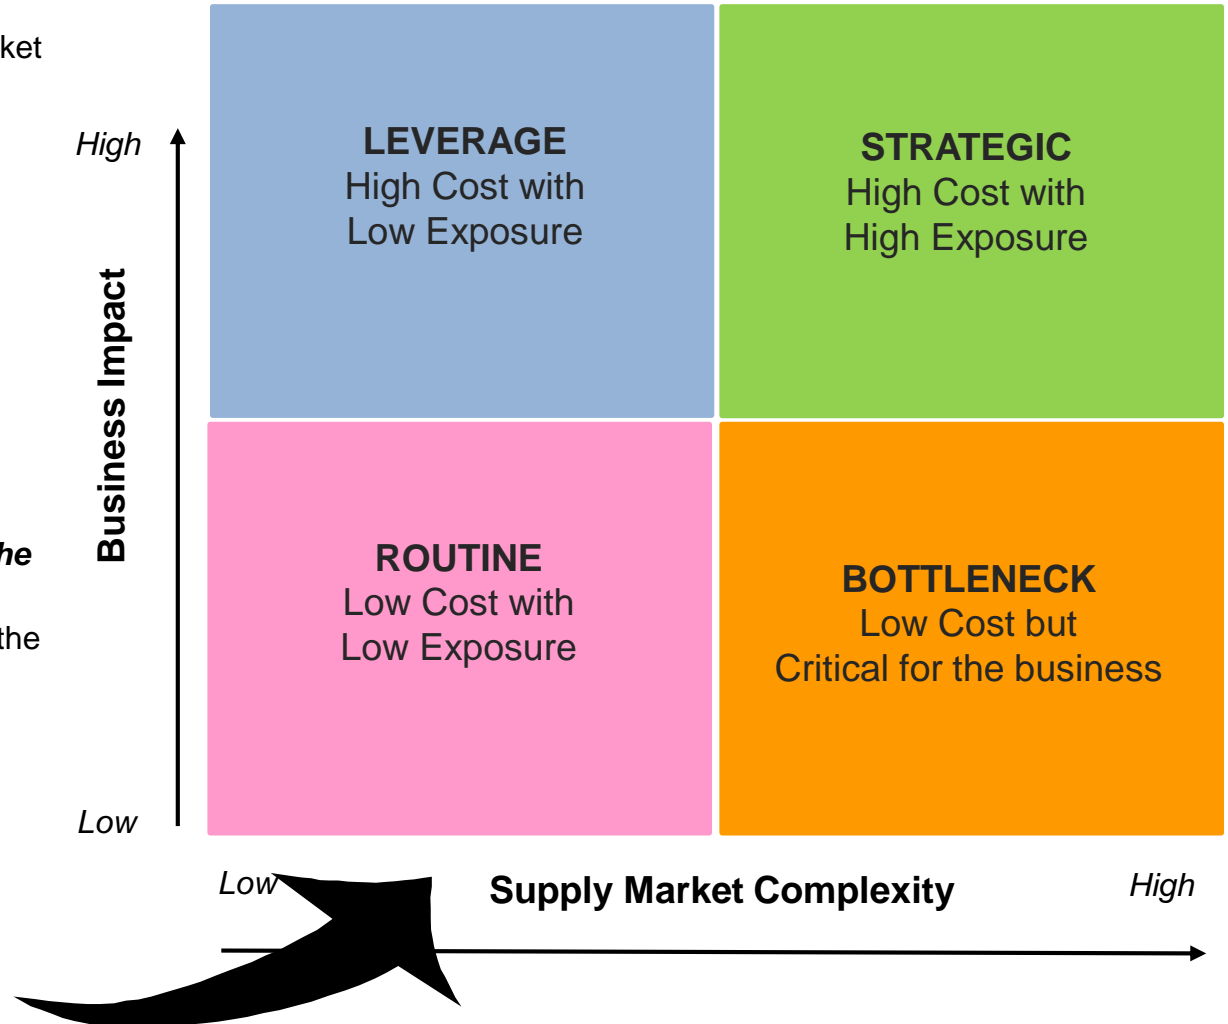 ket
High
LEVERAGE
High Cost with
Low Exposure
STRATEGIC
High Cost with
High Exposure
Business Impact
he
the
ROUTINE
Low Cost with
Low Exposure
BOTTLENECK
Low Cost but
Critical for the business
Low
Low
Supply Market Complexity
High